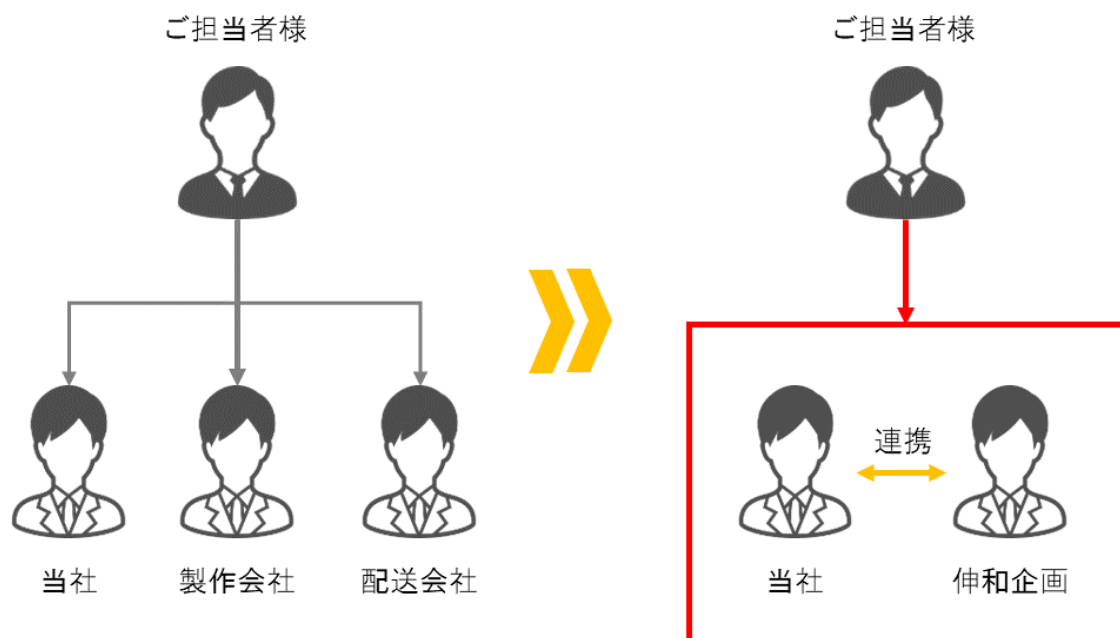 ご担当者様
ご担当者様
連携
当社
製作会社
配送会社
当社
伸和企画